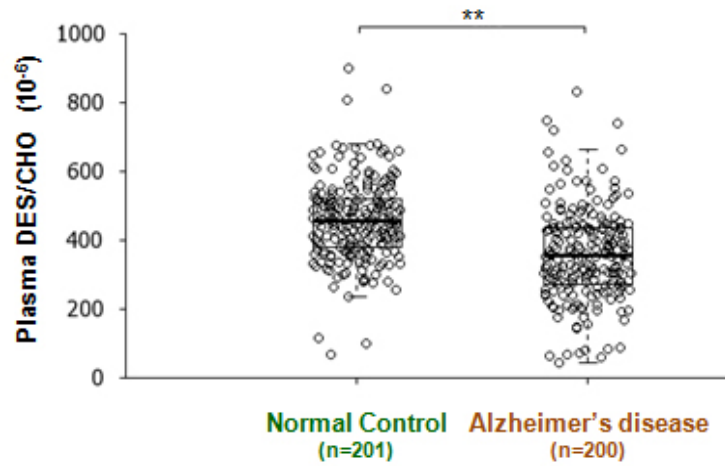 **
1000
800
600
400
200
0
Plasma DES/CHO (10⁻⁶)
Normal Control
(n=201)
Alzheimer's disease
(n=200)